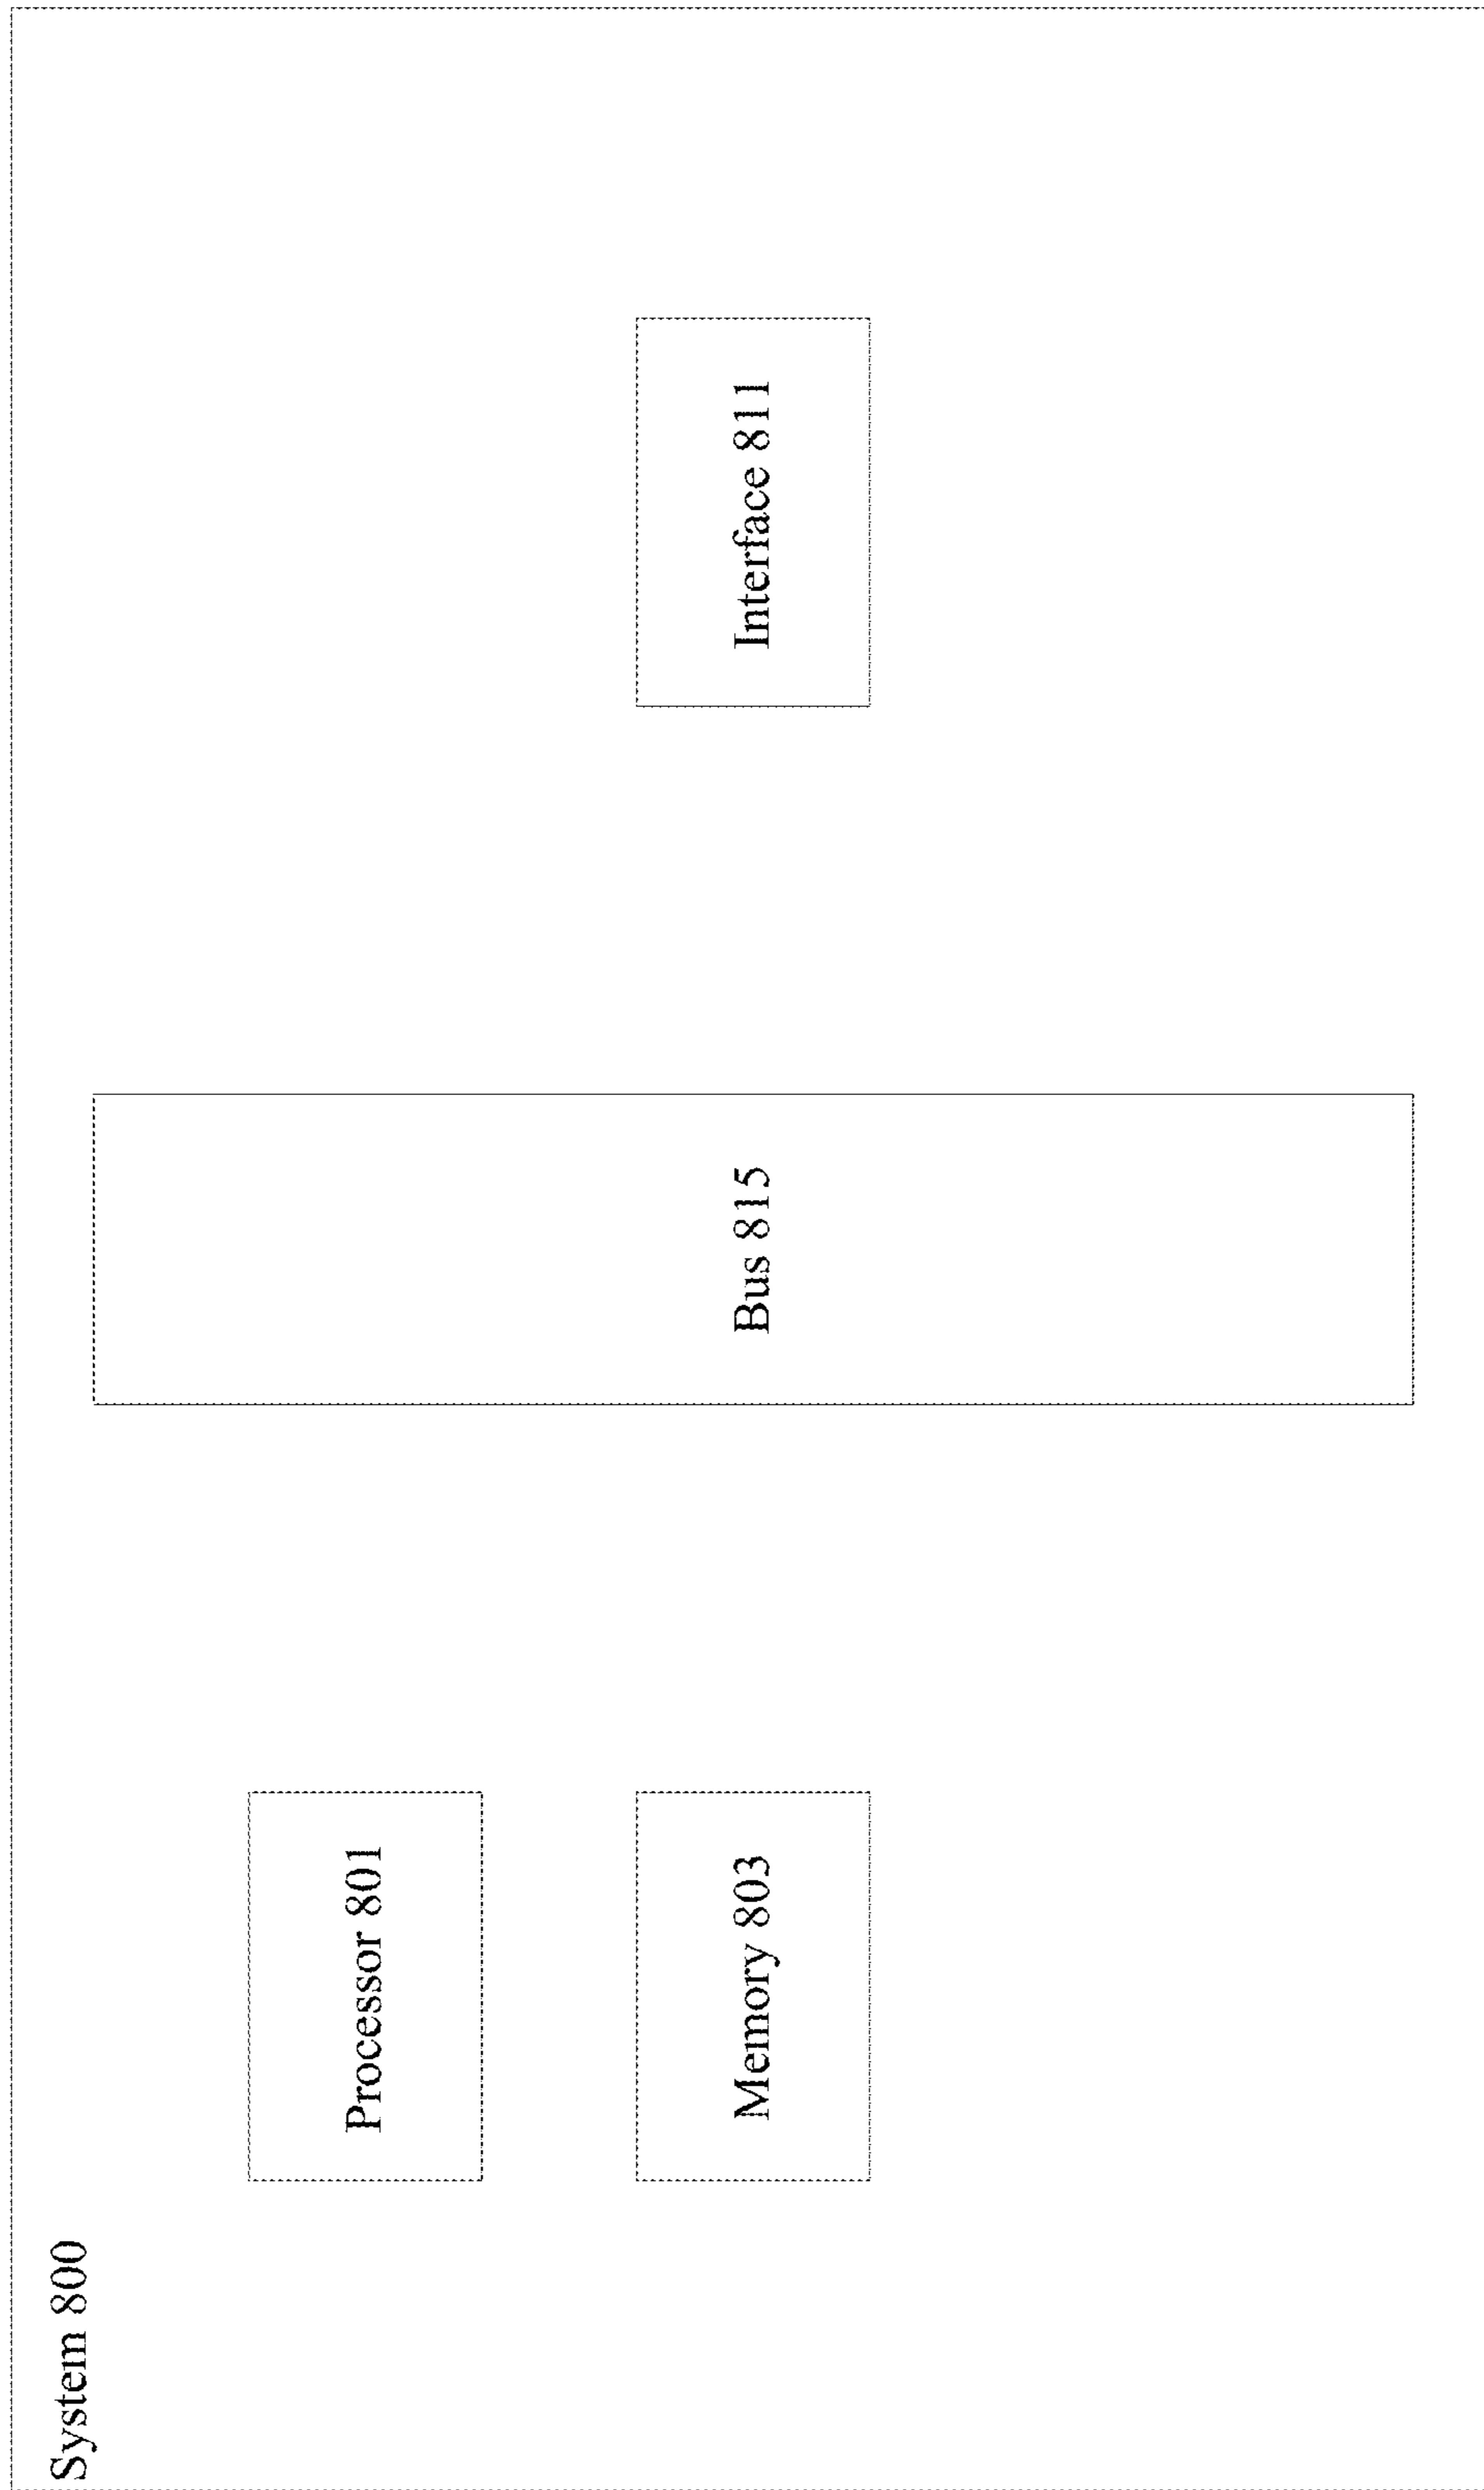 System 800
Processor 801
Memory 803
Bus 815
Interface 811